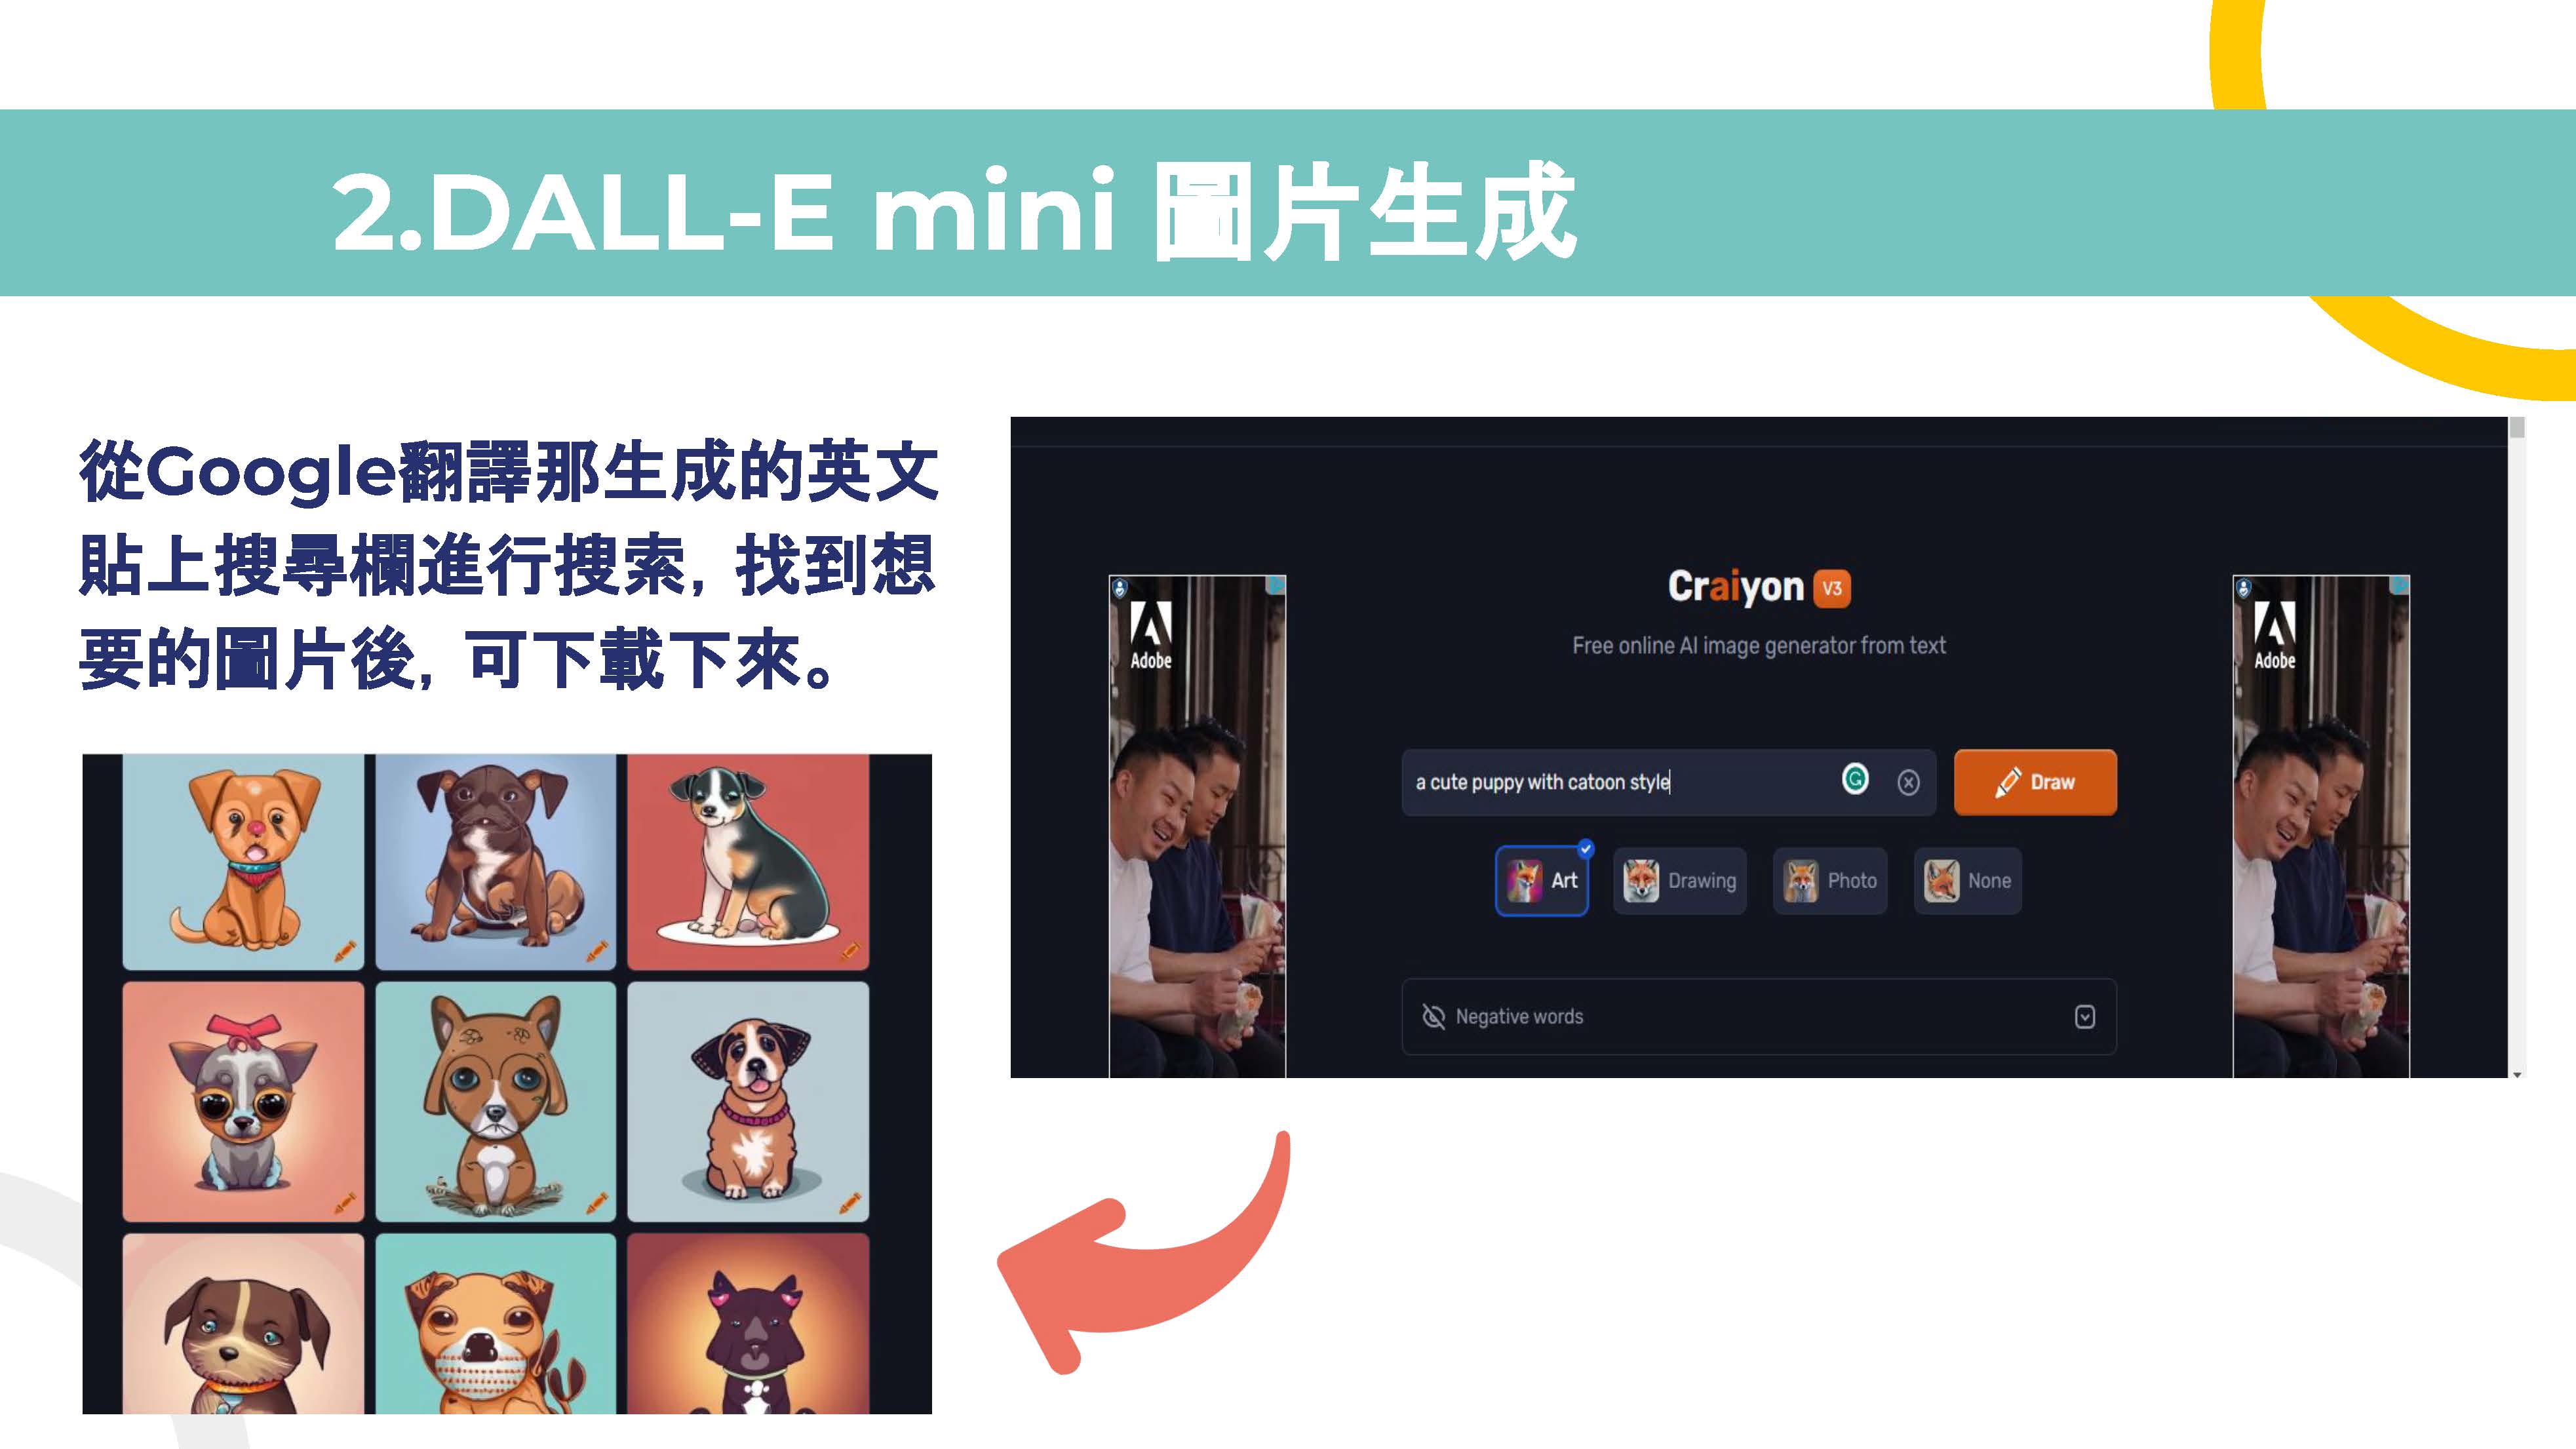 2.DALL-E mini 圖片生成
從Google翻譯那生成的英文
貼上搜尋欄進行搜索，找到想
要的圖片後，可下載下來。
Craiyon V3
Free online AI image generator from text
Adobe
Adobe
a cute puppy with catoon style
Draw
Art
Drawing
Photo
None
Negative words